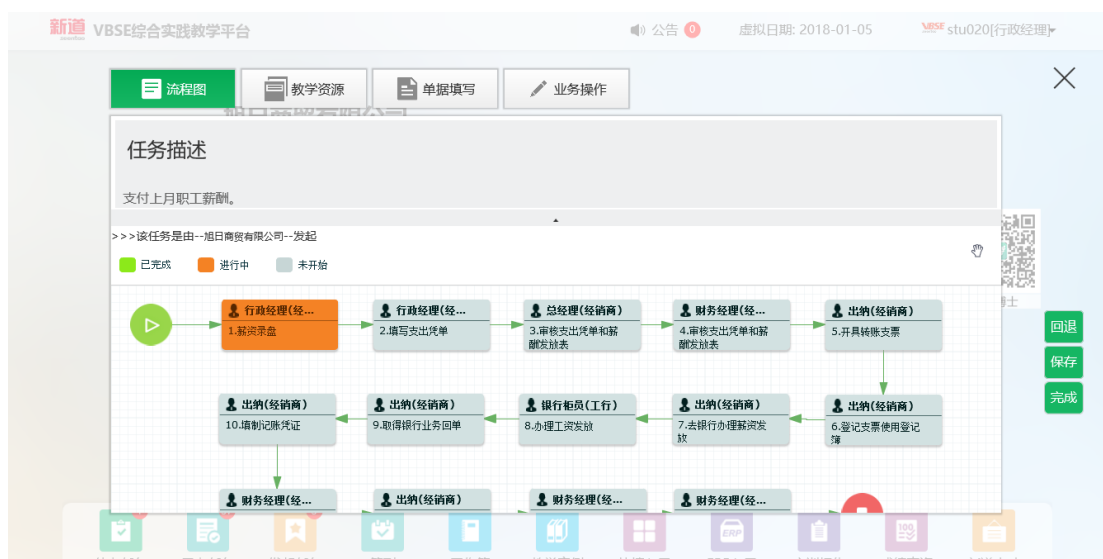 新道 VBSE综合实践教学平台 公告 0 虚拟日期: 2018-01-05 VBSE stu020[行政经理]
流程图 教学资源 单据填写 业务操作
旭日商贸有限公司
任务描述
支付上月职工薪酬。
>>>该任务是由--旭日商贸有限公司--发起
已完成 进行中 未开始
行政经理(经... 行政经理(经... 总经理(经销商) 财务经理(经... 出纳(经销商)
1.薪资录盘 2.填写支出凭单 3.审核支出凭单和薪 4.审核支出凭单和薪 5.开具转账支票
酬发放表 酬发放表
回退
保存
完成
出纳(经销商) 出纳(经销商) 银行柜员(工行) 出纳(经销商) 出纳(经销商)
10.填制记账凭证 9.取得银行业务回单 8.办理工资发放 7.去银行办理薪资发 6.登记支票使用登记
放 簿
财务经理(经... 出纳(经销商) 财务经理(经... 财务经理(经...
ERP 100